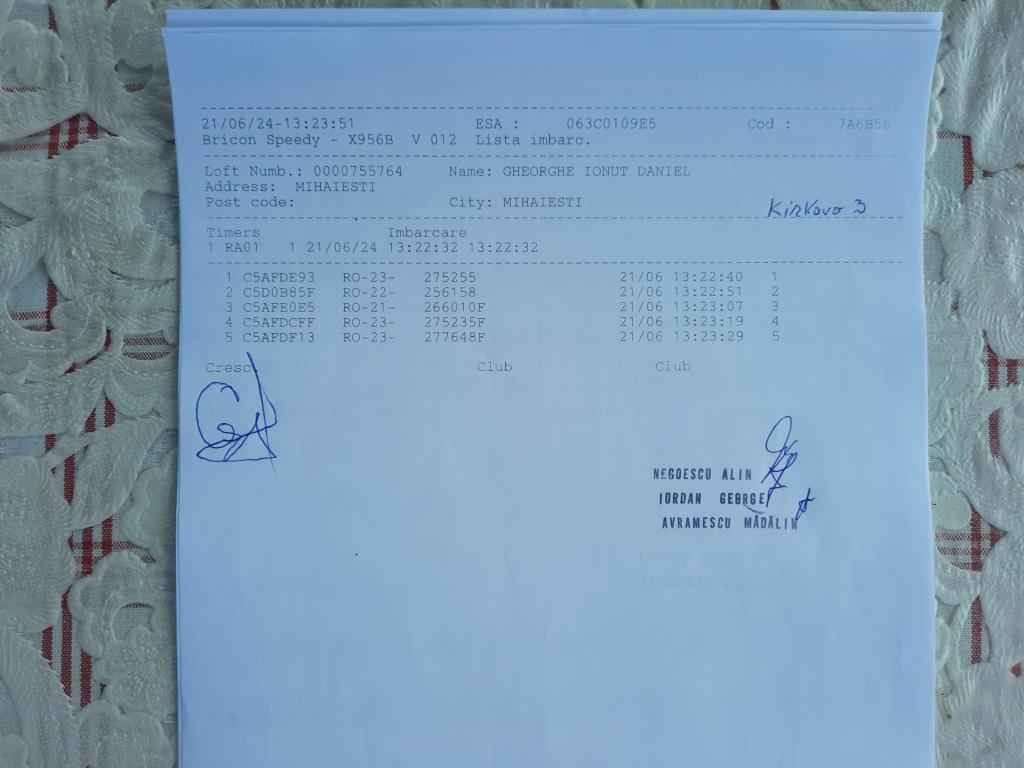 21/06/24-13:23:51 ESA : 063C0109E5 Cod : 7A6B56
Bricon Speedy - X956B V 012 Lista imbarc.
Loft Numb.: 0000755764 Name: GHEORGHE IONUT DANIEL
Address: MIHAIESTI
Post code: City: MIHAIESTI
Kirkovo 3
Timers Imbarcare
1 RA01 1 21/06/24 13:22:32 13:22:32
1 C5AFDE93 RO-23- 275255 21/06 13:22:40 1
2 C5D0B85F RO-22- 256158 21/06 13:22:51 2
3 C5AFE0E5 RO-21- 266010F 21/06 13:23:07 3
4 C5AFDCFF RO-23- 275235F 21/06 13:23:19 4
5 C5AFDF13 RO-23- 277648F 21/06 13:23:29 5
Cresc Club Club
NEGOESCU ALIN
IORDAN GEORGE
AVRAMESCU MĂDĂLIN